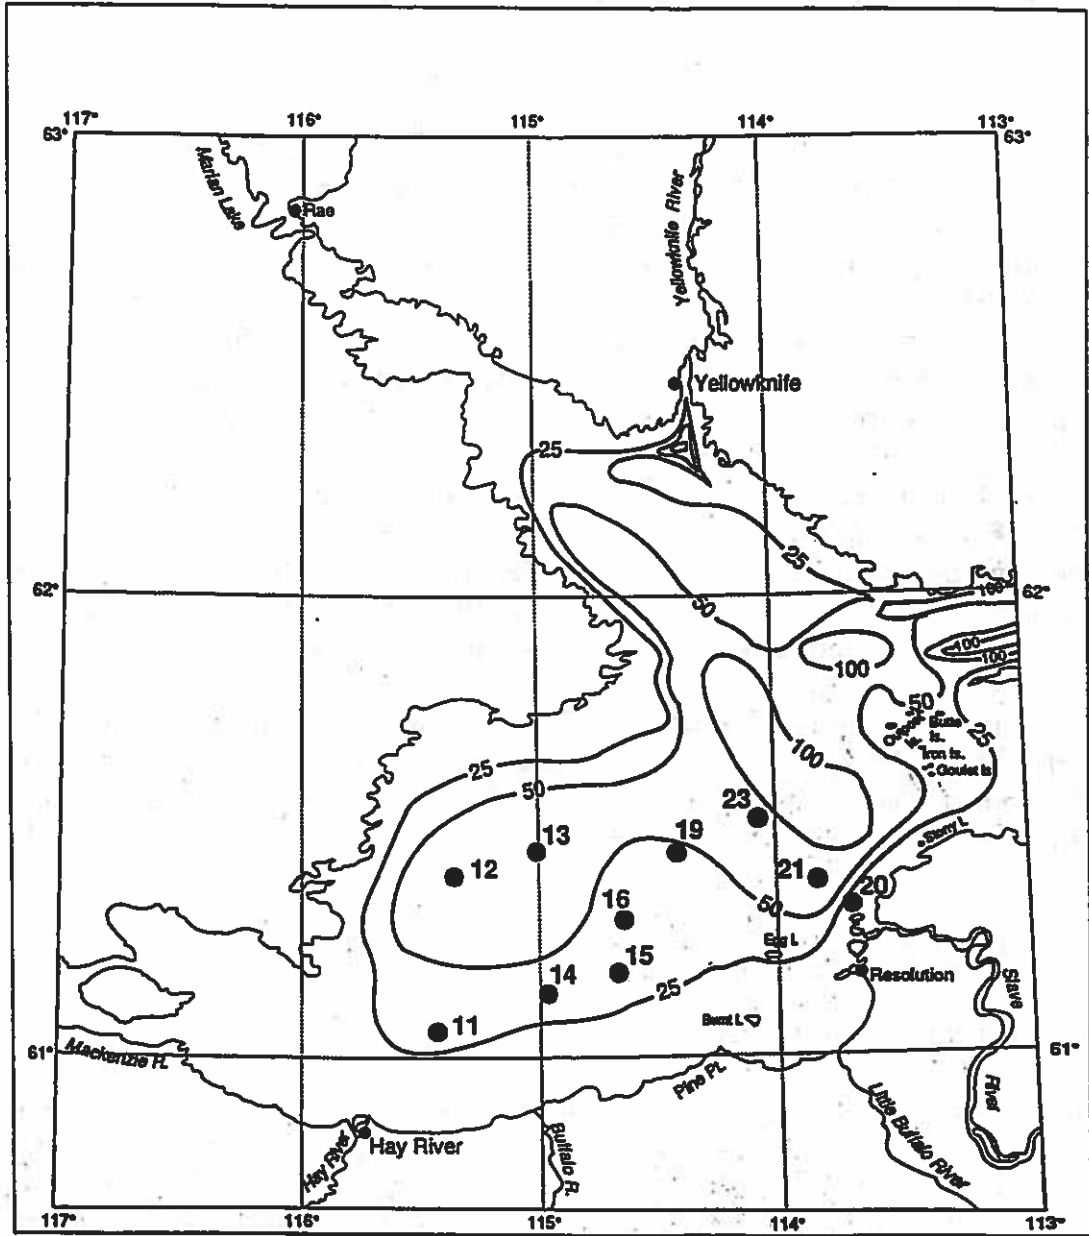 117° 116° 115° 114° 113°
63° 63°
Marian Lake
Rae
Yellowknife River
Yellowknife
25
25
62° 62°
100
50
100
100
100
50
25
Iron Is.
Goulet Is
100
25
50
23
Stony I.
13
19
12
21
20
50
16
Egg I.
15
Resolution
14
25
Slave
Burnt I.
11
61°
61°
Mackenzie R.
Pine Pt.
River
Little Buffalo River
Hay River
Hay River
Buffalo R.
117° 116° 115° 114° 113°